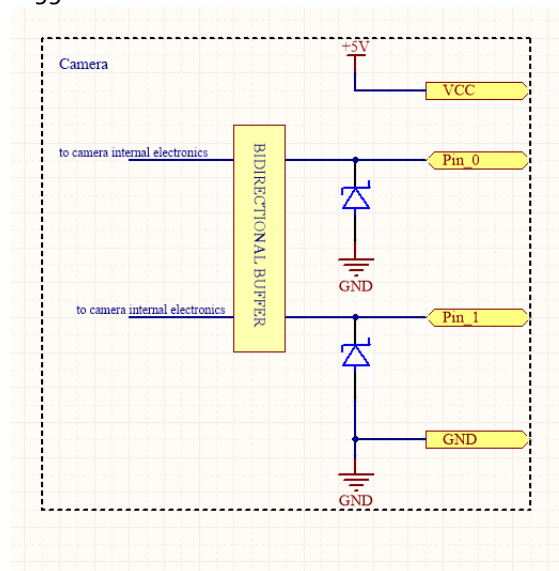 +5V
Camera
VCC
to camera internal electronics
Pin_0
BIDIRECTIONAL BUFFER
GND
to camera internal electronics
Pin_1
GND
GND